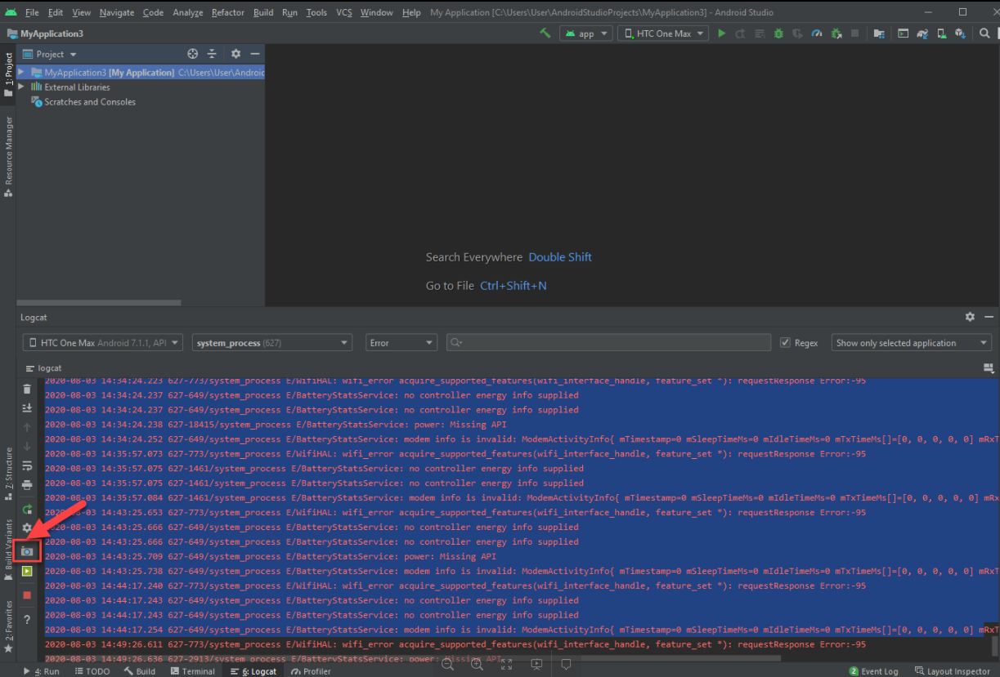 File Edit View Navigate Code Analyze Refactor Build Run Tools VCS Window Help My Application [C:\Users\User\AndroidStudioProjects\MyApplication3] - Android Studio
MyApplication3 app HTC One Max
1: Project
Project
MyApplication3 [My Application] C:\Users\User\Android
External Libraries
Scratches and Consoles
Resource Manager
Search Everywhere Double Shift
Go to File Ctrl+Shift+N
Logcat
HTC One Max Android 7.1.1, API system_process (627) Error Regex Show only selected application
logcat
2020-08-03 14:34:24.223 627-773/system_process E/WifiHAL: wifi_error acquire_supported_features(wifi_interface_handle, feature_set *): requestResponse Error:-95
2020-08-03 14:34:24.237 627-649/system_process E/BatteryStatsService: no controller energy info supplied
2020-08-03 14:34:24.237 627-649/system_process E/BatteryStatsService: no controller energy info supplied
2020-08-03 14:34:24.238 627-18415/system_process E/BatteryStatsService: power: Missing API
2020-08-03 14:34:24.252 627-649/system_process E/BatteryStatsService: modem info is invalid: ModemActivityInfo{ mTimestamp=0 mSleepTimeMs=0 mIdleTimeMs=0 mTxTimeMs[]=[0, 0, 0, 0, 0] mRxT
2020-08-03 14:35:57.073 627-773/system_process E/WifiHAL: wifi_error acquire_supported_features(wifi_interface_handle, feature_set *): requestResponse Error:-95
2020-08-03 14:35:57.075 627-1461/system_process E/BatteryStatsService: no controller energy info supplied
2020-08-03 14:35:57.075 627-1461/system_process E/BatteryStatsService: no controller energy info supplied
2020-08-03 14:35:57.084 627-1461/system_process E/BatteryStatsService: modem info is invalid: ModemActivityInfo{ mTimestamp=0 mSleepTimeMs=0 mIdleTimeMs=0 mTxTimeMs[]=[0, 0, 0, 0, 0] mRx
14:43:25.653 627-773/system_process E/WifiHAL: wifi_error acquire_supported_features(wifi_interface_handle, feature_set *): requestResponse Error:-95
14:43:25.666 627-649/system_process E/BatteryStatsService: no controller energy info supplied
2020-08-03 14:43:25.666 627-649/system_process E/BatteryStatsService: no controller energy info supplied
2020-08-03 14:43:25.709 627-649/system_process E/BatteryStatsService: power: Missing API
2020-08-03 14:43:25.738 627-649/system_process E/BatteryStatsService: modem info is invalid: ModemActivityInfo{ mTimestamp=0 mSleepTimeMs=0 mIdleTimeMs=0 mTxTimeMs[]=[0, 0, 0, 0, 0] mRxT
2020-08-03 14:44:17.240 627-773/system_process E/WifiHAL: wifi_error acquire_supported_features(wifi_interface_handle, feature_set *): requestResponse Error:-95
2020-08-03 14:44:17.243 627-649/system_process E/BatteryStatsService: no controller energy info supplied
2020-08-03 14:44:17.243 627-649/system_process E/BatteryStatsService: no controller energy info supplied
2020-08-03 14:44:17.254 627-649/system_process E/BatteryStatsService: modem info is invalid: ModemActivityInfo{ mTimestamp=0 mSleepTimeMs=0 mIdleTimeMs=0 mTxTimeMs[]=[0, 0, 0, 0, 0] mRxT
2020-08-03 14:49:26.611 627-773/system_process E/WifiHAL: wifi_error acquire_supported_features(wifi_interface_handle, feature_set *): requestResponse Error:-95
2020-08-03 14:49:26.636 627-2913/system_process E/BatteryStatsService: power: Missing API
Z: Structure
Build Variants
2: Favorites
4: Run TODO Build Terminal 6: Logcat Profiler 2 Event Log Layout Inspector